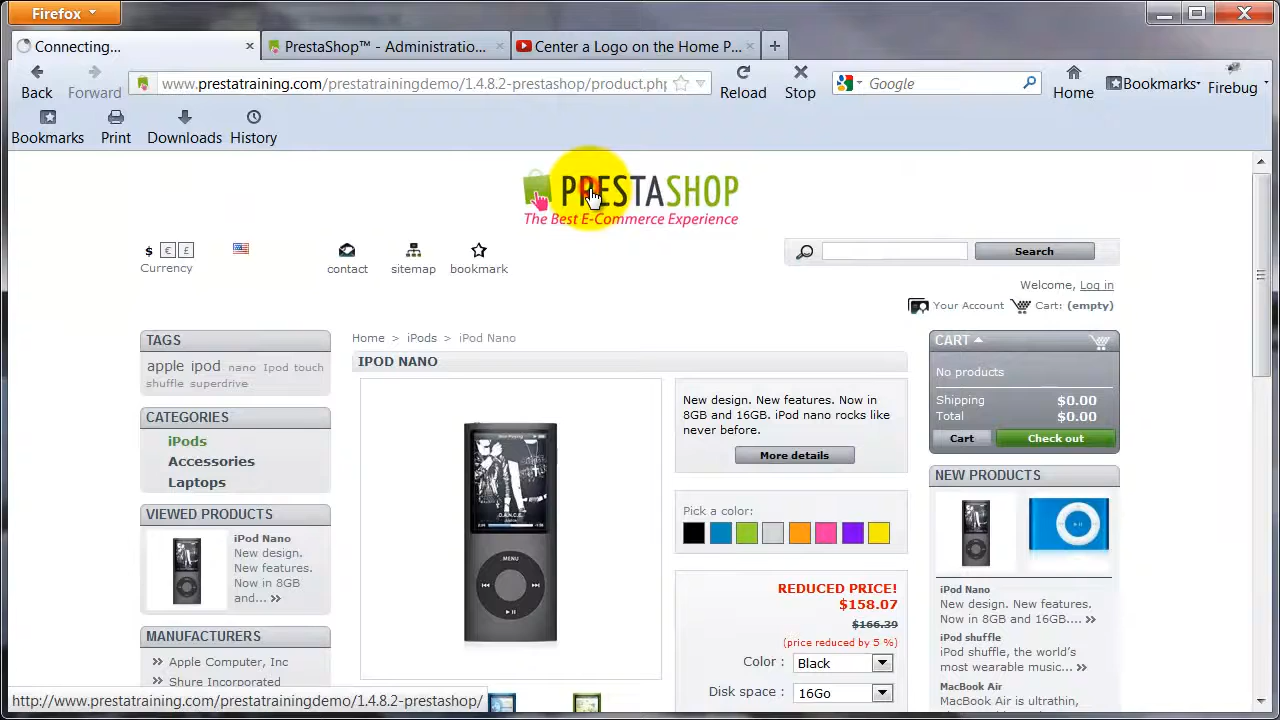 Firefox
Connecting...
PrestaShop™ - Administratio...
Center a Logo on the Home P...
Back
Forward
www.prestatraining.com/prestatrainingdemo/1.4.8.2-prestashop/product.php
Reload
Stop
Google
Home
Bookmarks
Firebug
Bookmarks
Print
Downloads
History
PRESTASHOP
The Best E-Commerce Experience
$ € £
Currency
contact
sitemap
bookmark
Search
Welcome, Log in
Your Account
Cart: (empty)
TAGS
apple ipod nano Ipod touch
shuffle superdrive
CATEGORIES
iPods
Accessories
Laptops
VIEWED PRODUCTS
iPod Nano
New design.
New features.
Now in 8GB
and...
MANUFACTURERS
Apple Computer, Inc
Shure Incorporated
Home > iPods > iPod Nano
IPOD NANO
MENU
New design. New features. Now in
8GB and 16GB. iPod nano rocks like
never before.
More details
Pick a color:
REDUCED PRICE!
$158.07
$166.39
(price reduced by 5 %)
Color : Black
Disk space : 16Go
CART
No products
Shipping $0.00
Total $0.00
Cart
Check out
NEW PRODUCTS
iPod Nano
New design. New features.
Now in 8GB and 16GB....
iPod shuffle
iPod shuffle, the world's
most wearable music...
MacBook Air
MacBook Air is ultrathin,
http://www.prestatraining.com/prestatrainingdemo/1.4.8.2-prestashop/